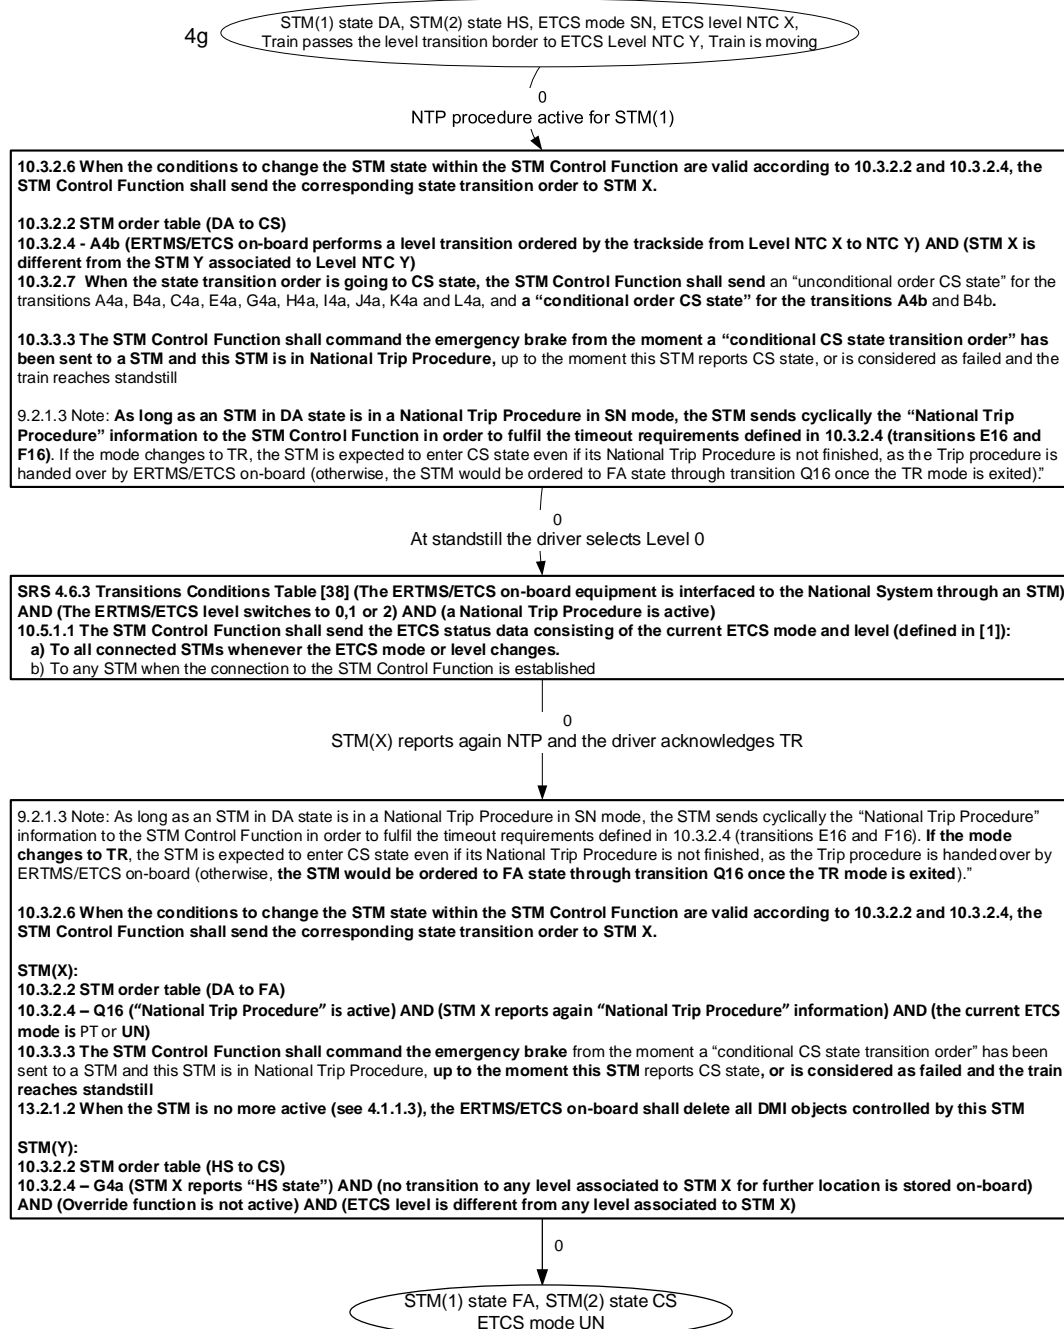 4g
STM(1) state DA, STM(2) state HS, ETCS mode SN, ETCS level NTC X,
Train passes the level transition border to ETCS Level NTC Y, Train is moving
0
NTP procedure active for STM(1)
10.3.2.6 When the conditions to change the STM state within the STM Control Function are valid according to 10.3.2.2 and 10.3.2.4, the
STM Control Function shall send the corresponding state transition order to STM X.
10.3.2.2 STM order table (DA to CS)
10.3.2.4 - A4b (ERTMS/ETCS on-board performs a level transition ordered by the trackside from Level NTC X to NTC Y) AND (STM X is
different from the STM Y associated to Level NTC Y)
10.3.2.7 When the state transition order is going to CS state, the STM Control Function shall send an “unconditional order CS state” for the
transitions A4a, B4a, C4a, E4a, G4a, H4a, I4a, J4a, K4a and L4a, and a “conditional order CS state” for the transitions A4b and B4b.
10.3.3.3 The STM Control Function shall command the emergency brake from the moment a “conditional CS state transition order” has
been sent to a STM and this STM is in National Trip Procedure, up to the moment this STM reports CS state, or is considered as failed and the
train reaches standstill
9.2.1.3 Note: As long as an STM in DA state is in a National Trip Procedure in SN mode, the STM sends cyclically the “National Trip
Procedure” information to the STM Control Function in order to fulfil the timeout requirements defined in 10.3.2.4 (transitions E16 and
F16). If the mode changes to TR, the STM is expected to enter CS state even if its National Trip Procedure is not finished, as the Trip procedure is
handed over by ERTMS/ETCS on-board (otherwise, the STM would be ordered to FA state through transition Q16 once the TR mode is exited).”
0
At standstill the driver selects Level 0
SRS 4.6.3 Transitions Conditions Table [38] (The ERTMS/ETCS on-board equipment is interfaced to the National System through an STM)
AND (The ERTMS/ETCS level switches to 0,1 or 2) AND (a National Trip Procedure is active)
10.5.1.1 The STM Control Function shall send the ETCS status data consisting of the current ETCS mode and level (defined in [1]):
a) To all connected STMs whenever the ETCS mode or level changes.
b) To any STM when the connection to the STM Control Function is established
0
STM(X) reports again NTP and the driver acknowledges TR
9.2.1.3 Note: As long as an STM in DA state is in a National Trip Procedure in SN mode, the STM sends cyclically the “National Trip Procedure”
information to the STM Control Function in order to fulfil the timeout requirements defined in 10.3.2.4 (transitions E16 and F16). If the mode
changes to TR, the STM is expected to enter CS state even if its National Trip Procedure is not finished, as the Trip procedure is handed over by
ERTMS/ETCS on-board (otherwise, the STM would be ordered to FA state through transition Q16 once the TR mode is exited).”
10.3.2.6 When the conditions to change the STM state within the STM Control Function are valid according to 10.3.2.2 and 10.3.2.4, the
STM Control Function shall send the corresponding state transition order to STM X.
STM(X):
10.3.2.2 STM order table (DA to FA)
10.3.2.4 – Q16 (“National Trip Procedure” is active) AND (STM X reports again “National Trip Procedure” information) AND (the current ETCS
mode is PT or UN)
10.3.3.3 The STM Control Function shall command the emergency brake from the moment a “conditional CS state transition order” has been
sent to a STM and this STM is in National Trip Procedure, up to the moment this STM reports CS state, or is considered as failed and the train
reaches standstill
13.2.1.2 When the STM is no more active (see 4.1.1.3), the ERTMS/ETCS on-board shall delete all DMI objects controlled by this STM
STM(Y):
10.3.2.2 STM order table (HS to CS)
10.3.2.4 – G4a (STM X reports “HS state”) AND (no transition to any level associated to STM X for further location is stored on-board)
AND (Override function is not active) AND (ETCS level is different from any level associated to STM X)
0
STM(1) state FA, STM(2) state CS
ETCS mode UN